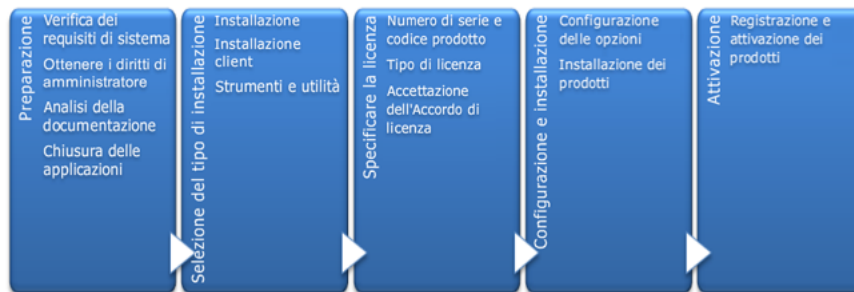 Preparazione
Verifica dei
requisiti di sistema
Ottenere i diritti di
amministratore
Analisi della
documentazione
Chiusura delle
applicazioni
Selezione del tipo di installazione
Installazione
Installazione
client
Strumenti e utilità
Specificare la licenza
Numero di serie e
codice prodotto
Tipo di licenza
Accettazione
dell'Accordo di
licenza
Configurazione e installazione
Configurazione
delle opzioni
Installazione dei
prodotti
Attivazione
Registrazione e
attivazione dei
prodotti